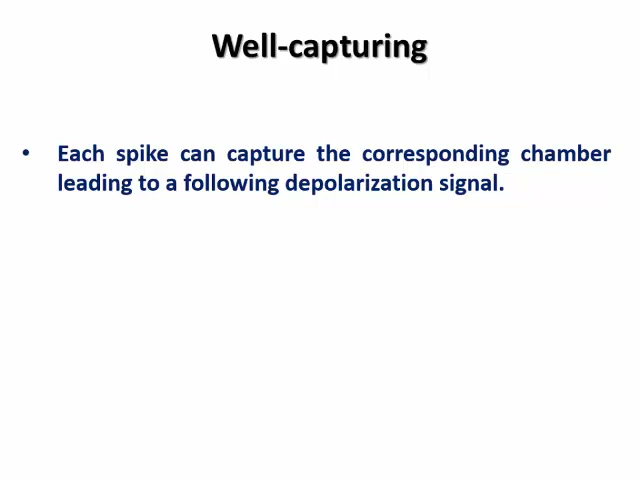 Well-capturing
• Each spike can capture the corresponding chamber
leading to a following depolarization signal.